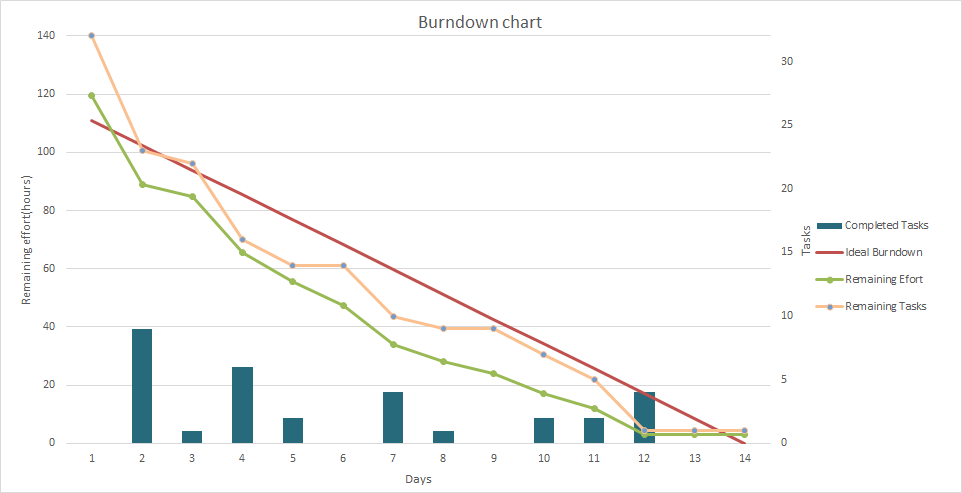 Burndown chart
140
120
100
80
60
40
20
0
Remaining effort(hours)
1 2 3 4 5 6 7 8 9 10 11 12 13 14
Days
30
25
20
15
10
5
0
Tasks
Completed Tasks
Ideal Burndown
Remaining Efort
Remaining Tasks